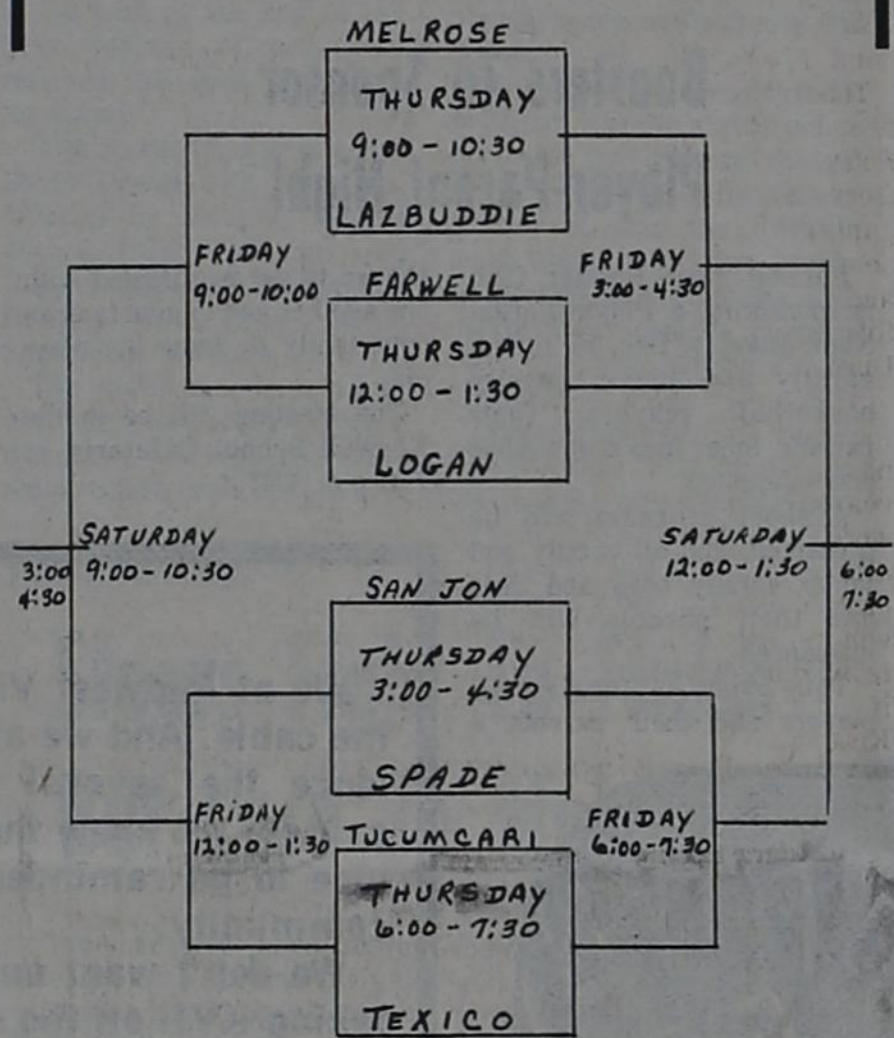 MELROSE
THURSDAY
9:00 - 10:30
LAZBUDDIE
FRIDAY
9:00-10:00
FRIDAY
3:00-4:30
FARWELL
THURSDAY
12:00 - 1:30
LOGAN
SATURDAY
9:00-10:30
3:00
4:30
SATURDAY
12:00-1:30
6:00
7:30
SAN JON
THURSDAY
3:00-4:30
SPADE
FRIDAY
12:00-1:30
FRIDAY
6:00-7:30
TUCUMCARI
THURSDAY
6:00-7:30
TEXICO